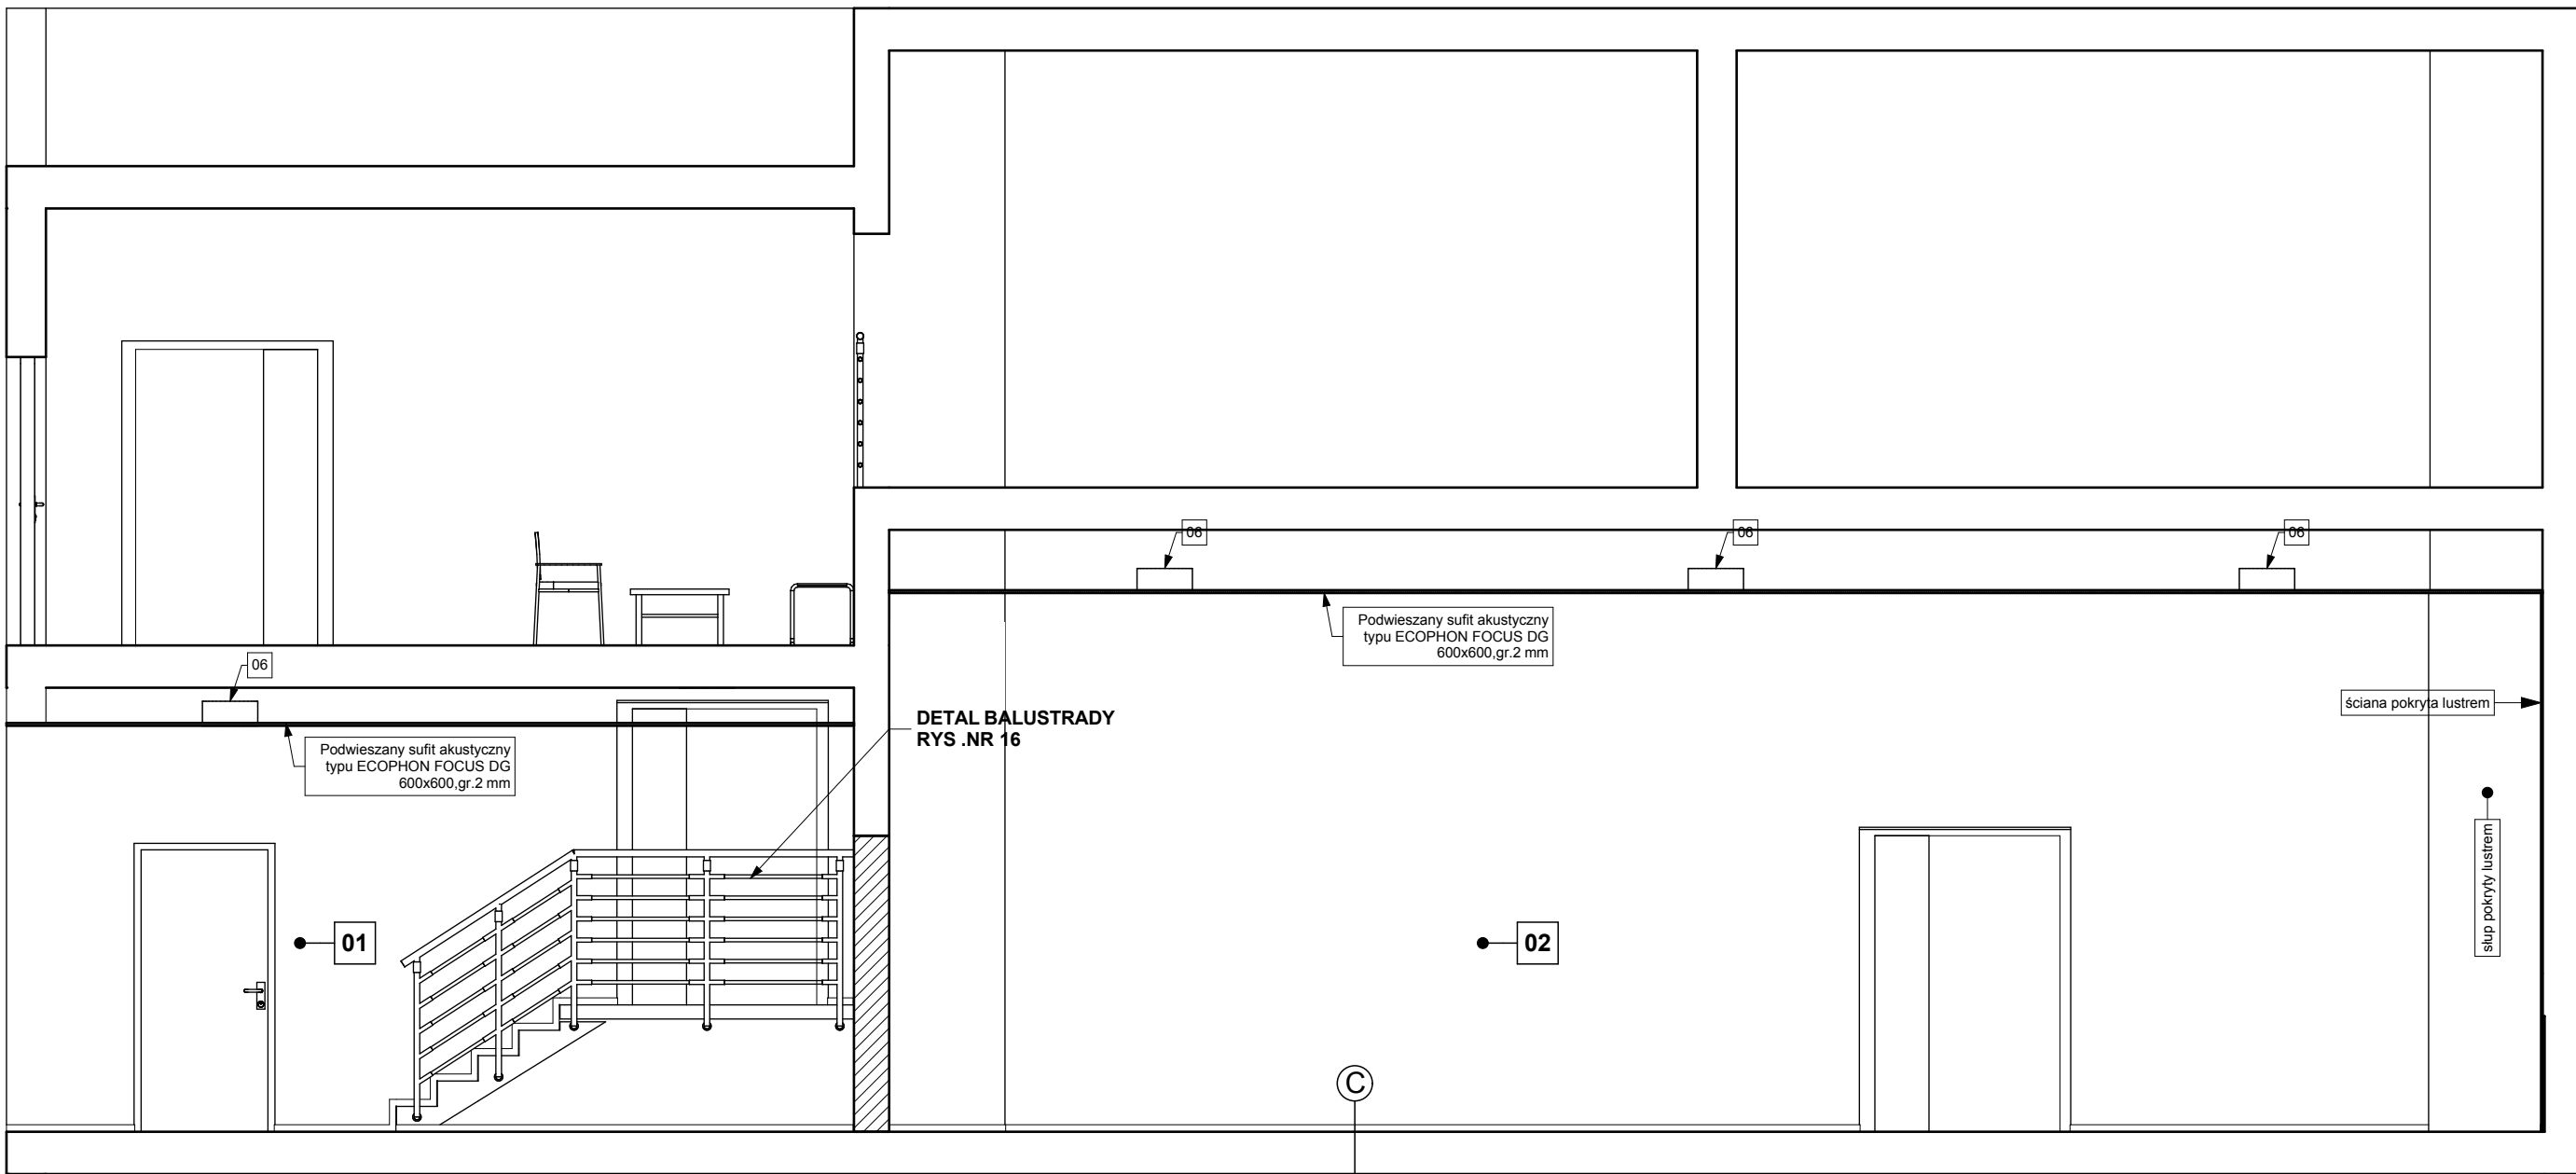 06
06
06
Podwieszany sufit akustyczny
typu ECOPHON FOCUS DG
600x600,gr.2 mm
06
ściana pokryta lustrem
DETAL BALUSTRADY
RYS .NR 16
Podwieszany sufit akustyczny
typu ECOPHON FOCUS DG
600x600,gr.2 mm
słup pokryty lustrem
01
02
C